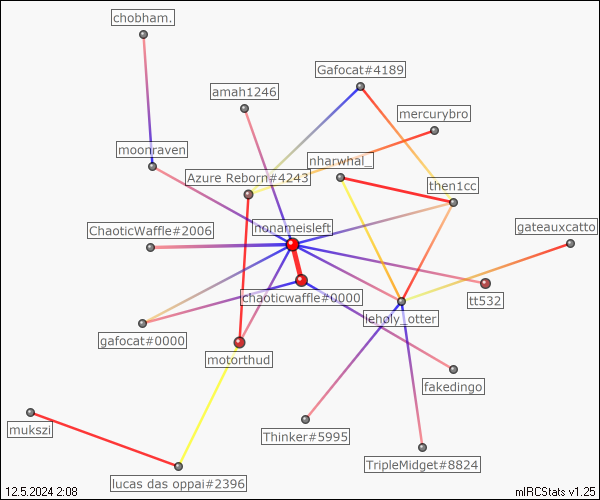 chobham.
Gafocat#4189
amah1246
mercurybro
moonraven
nharwhal_
Azure Reborn#4243
then1cc
nonameisleft
ChaoticWaffle#2006
gateauxcatto
chaoticwaffle#0000
tt532
leholy_otter
gafocat#0000
motorthud
fakedingo
mukszi
Thinker#5995
TripleMidget#8824
lucas das oppai#2396
12.5.2024 2:08
mIRCStats v1.25